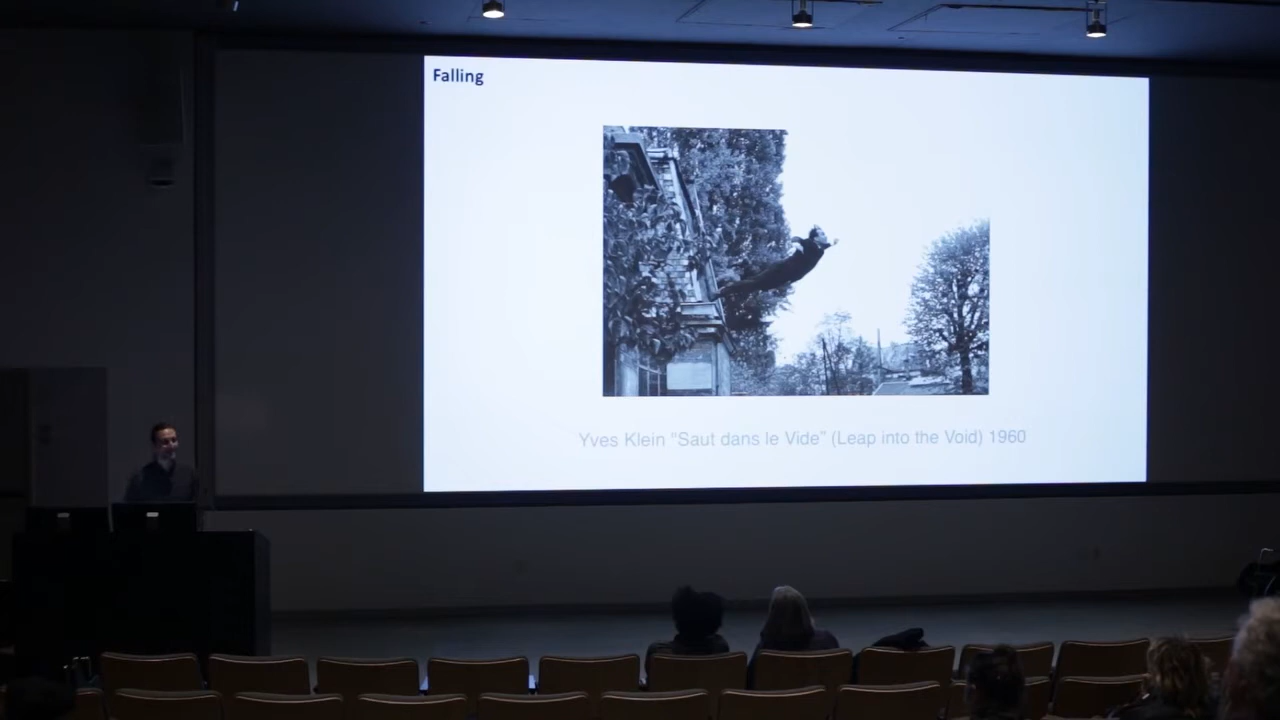 Falling
Yves Klein "Saut dans le Vide" (Leap into the Void) 1960